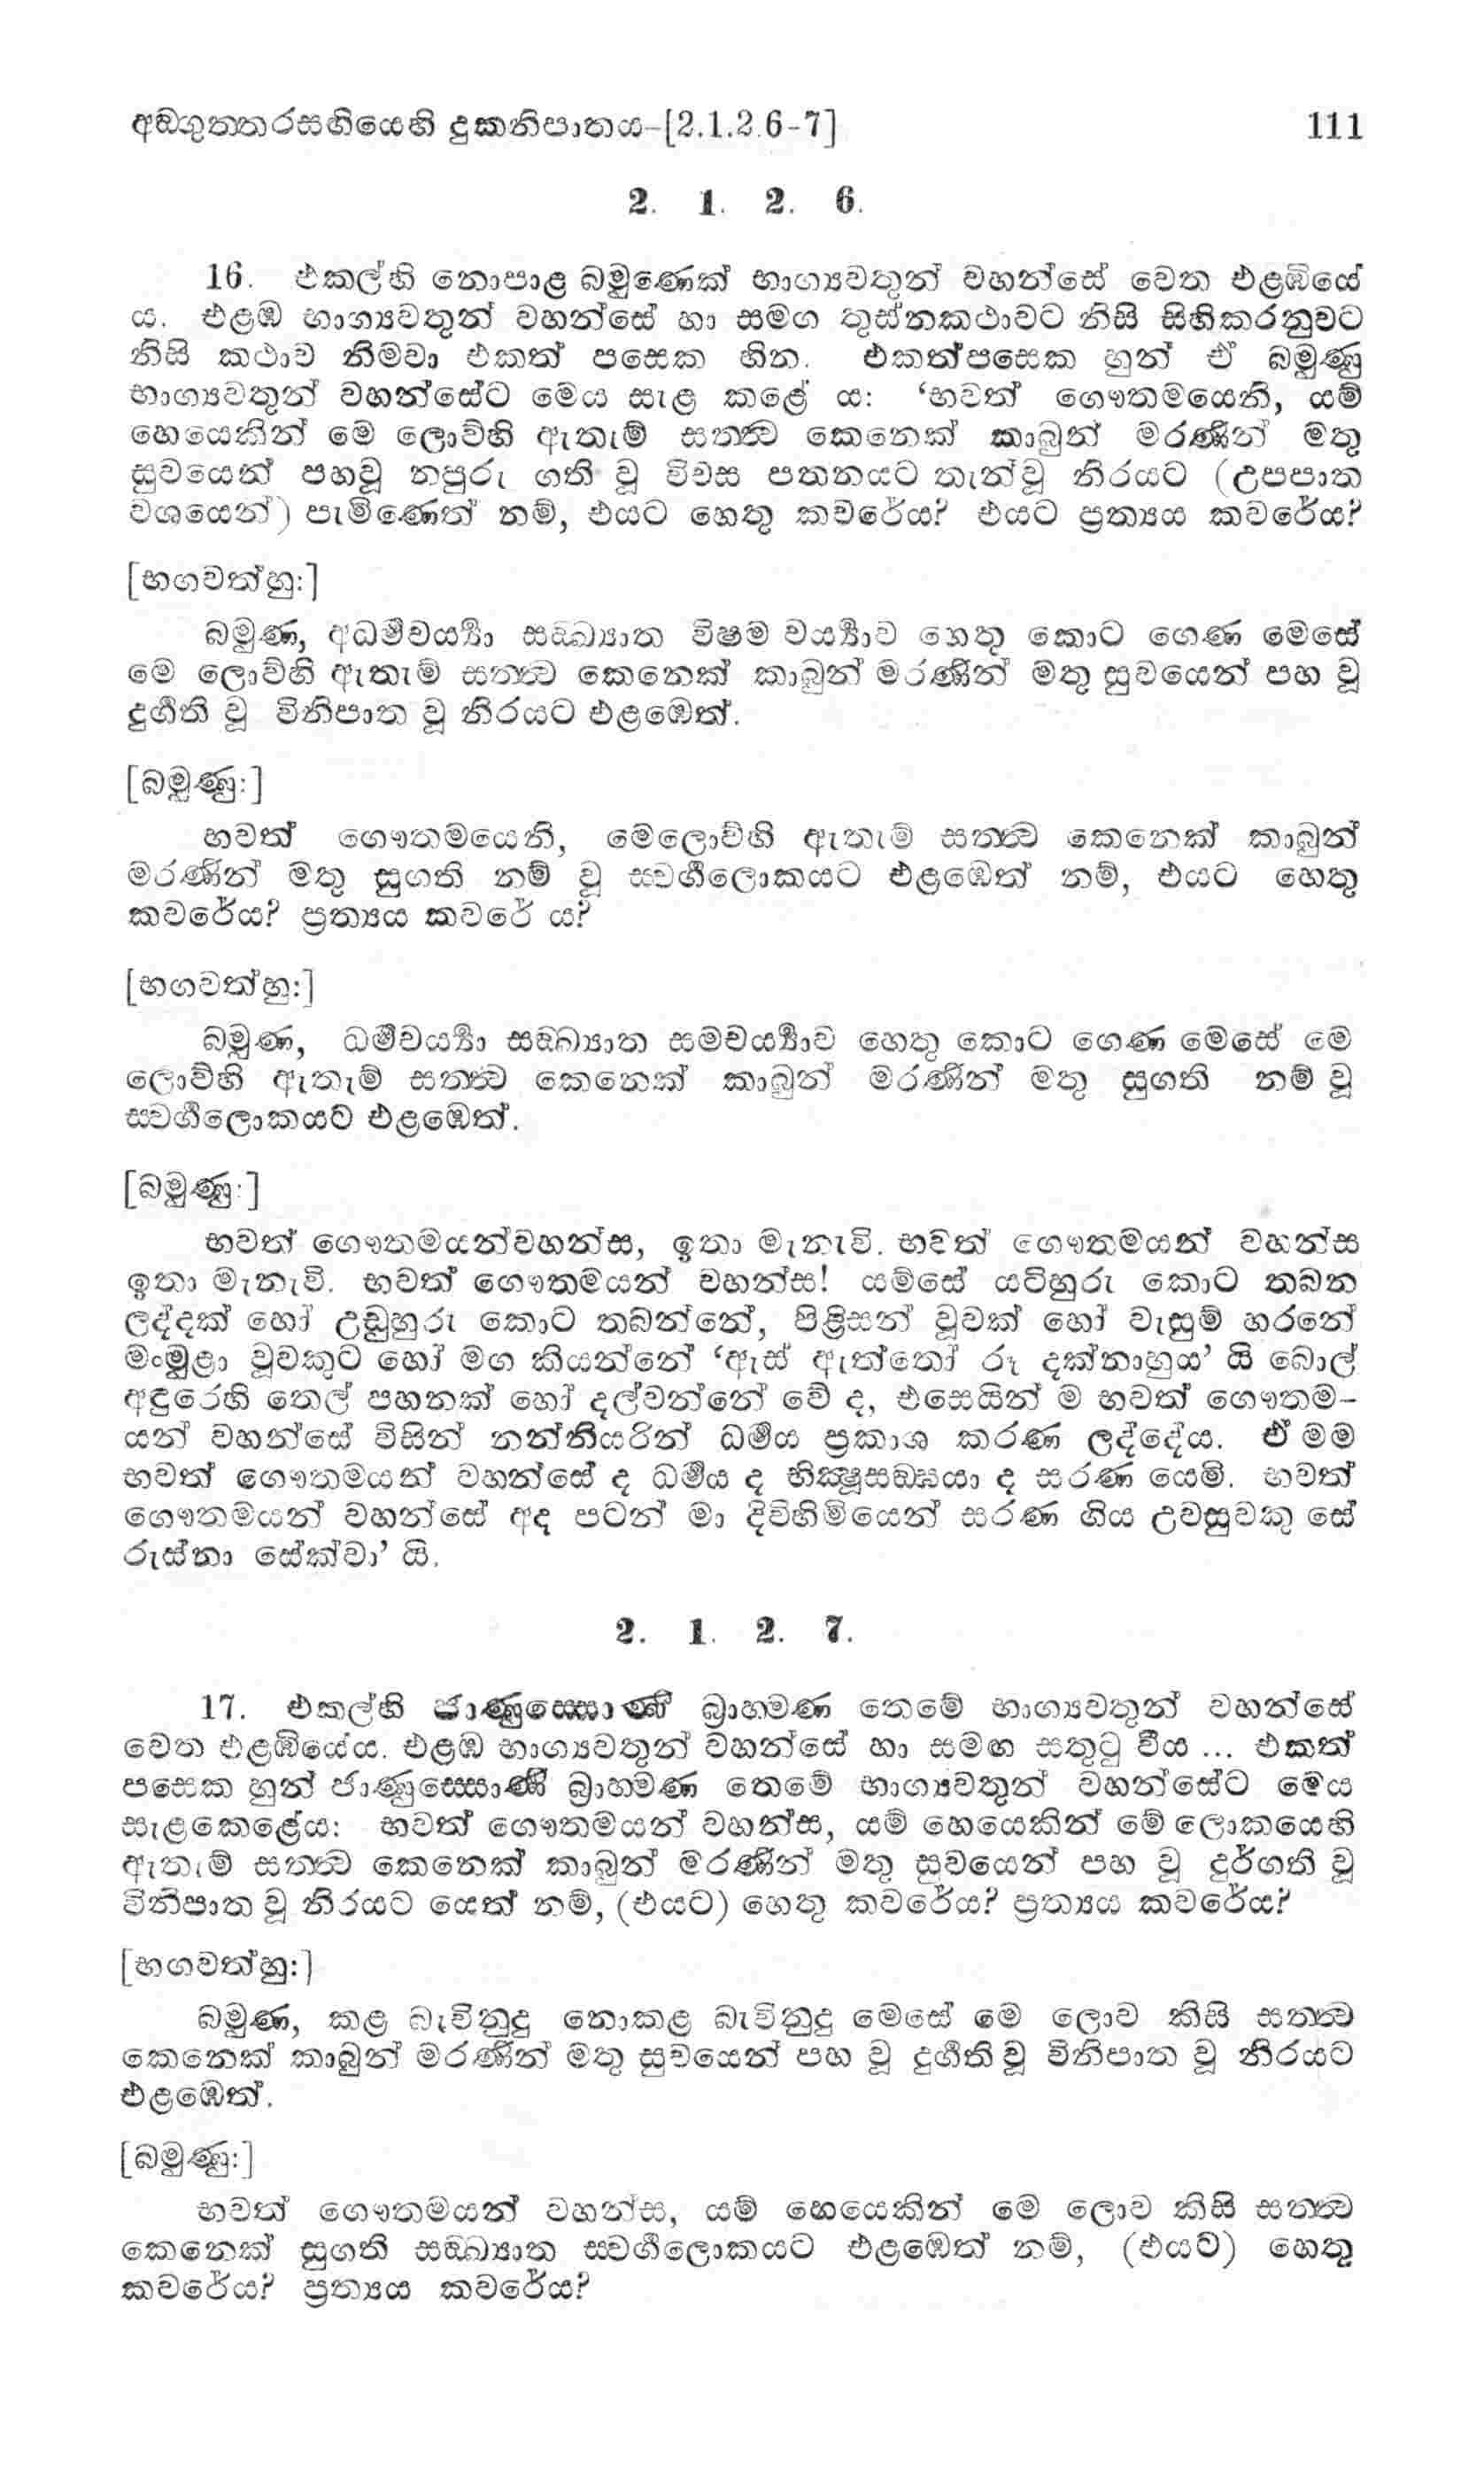 අඞගුත්තරසඟියෙහි දුකනිපාතය–[2.1.2.6-7] 111
2. 1. 2. 6.
16. එකල්හි නොපාළ බමුණෙක් භාග්‍යවතුන් වහන්සේ වෙත එළඹියේ
ය. එළඹ භාග්‍යවතුන් වහන්සේ හා සමග තුස්නකථාවට නිසි සිහිකරනුවට
නිසි කථාව නිමවා එකත් පසෙක හින. එකත්පසෙක හුන් ඒ බමුණු
භාග්‍යවතුන් වහන්සේට මෙය සැළ කළේ ය: ‘භවත් ගෞතමයෙනි, යම්
හෙයෙකින් මෙ ලොව්හි ඇතැම් සත්ත්‍ව කෙනෙක් කාබුන් මරණින් මතු
සුවයෙන් පහවූ නපුරු ගති වූ විවස පතනයට තැන්වූ නිරයට (උපපාත
වශයෙන්) පැමිණෙත් නම්, එයට හෙතු කවරේය? එයට ප්‍රත්‍යය කවරේය?
[භගවත්හු:]
බමුණ, අධර්‍මචර්‍ය්‍යා සඞ්ඛ්‍යාත විෂම චර්‍ය්‍යාව හෙතු කොට ගෙණ මෙසේ
මෙ ලොව්හි ඇතැම් සත්ත්‍ව කෙනෙක් කාබුන් මරණින් මතු සුවයෙන් පහ වූ
දුර්‍ගති වූ විනිපාත වූ නිරයට එළඹෙත්.
[බමුණු:]
භවත් ගෞතමයෙනි, මෙලොව්හි ඇතැම් සත්ත්‍ව කෙනෙක් කාබුන්
මරණින් මතු සුගති නම් වූ ස්වර්‍ගලොකයට එළඹෙත් නම්, එයට හෙතු
කවරේය? ප්‍රත්‍යය කවරේ ය?
[භගවත්හු:]
බමුණ, ධර්‍මචර්‍ය්‍යා සඞ්ඛ්‍යාත සමචර්‍ය්‍යාව හෙතු කොට ගෙණ මෙසේ මෙ
ලොව්හි ඇතැම් සත්ත්‍ව කෙනෙක් කාබුන් මරණින් මතු සුගති නම් වූ
ස්වර්‍ගලොකයට එළඹෙත්.
[බමුණු:]
භවත් ගෞතමයන්වහන්ස, ඉතා මැනැවි. භවත් ගෞතමයන් වහන්ස
ඉතා මැනැවි. භවත් ගෞතමයන් වහන්ස! යම්සේ යටිහුරු කොට තබන
ලද්දක් හෝ උඩුහුරු කොට තබන්නේ, පිළිසන් වූවක් හෝ වැසුම් හරනේ
මංමුළා වූවකුට හෝ මග කියන්නේ ‘ඇස් ඇත්තෝ රූ දක්නාහුය’ යි බොල්
අඳුරෙහි තෙල් පහනක් හෝ දල්වන්නේ වේ ද, එසෙයින් ම භවත් ගෞතම-
යන් වහන්සේ විසින් නන්නියරින් ධර්‍මය ප්‍රකාශ කරණ ලද්දේය. ඒ මම
භවත් ගෞතමයන් වහන්සේ ද ධර්‍මය ද භික්‍ෂුසඞ්ඝයා ද සරණ යෙමි. භවත්
ගෞතමයන් වහන්සේ අද පටන් මා දිවිහිමියෙන් සරණ ගිය උවසුවකු සේ
රුස්නා සේක්වා’ යි.
2. 1. 2. 7.
17. එකල්හි ජාණුස්සොණි බ්‍රාහ්මණ තෙමේ භාග්‍යවතුන් වහන්සේ
වෙත එළඹියේය. එළඹ භාග්‍යවතුන් වහන්සේ හා සමඟ සතුටු වීය ... එකත්
පසෙක හුන් ජාණුස්සොණි බ්‍රාහ්මණ තෙමේ භාග්‍යවතුන් වහන්සේට මෙය
සැළකෙළේය: භවත් ගෞතමයන් වහන්ස, යම් හෙයෙකින් මේ ලොකයෙහි
ඇතැම් සත්ත්‍ව කෙනෙක් කාබුන් මරණින් මතු සුවයෙන් පහ වූ දුර්ගති වූ
විනිපාත වූ නිරයට යෙත් නම්, (එයට) හෙතු කවරේය? ප්‍රත්‍යය කවරේය?
[භගවත්හු:]
බමුණ, කළ බැවිනුදු නොකළ බැවිනුදු මෙසේ මෙ ලොව කිසි සත්ත්‍ව
කෙනෙක් කාබුන් මරණින් මතු සුවයෙන් පහ වූ දුර්‍ගති වූ විනිපාත වූ නිරයට
එළඹෙත්.
[බමුණු:]
භවත් ගෞතමයන් වහන්ස, යම් හෙයෙකින් මෙ ලොව කිසි සත්ත්‍ව
කෙනෙක් සුගති සඞ්ඛ්‍යාත ස්වර්‍ගලොකයට එළඹෙත් නම්, (එයට) හෙතු
කවරේය? ප්‍රත්‍යය කවරේය?